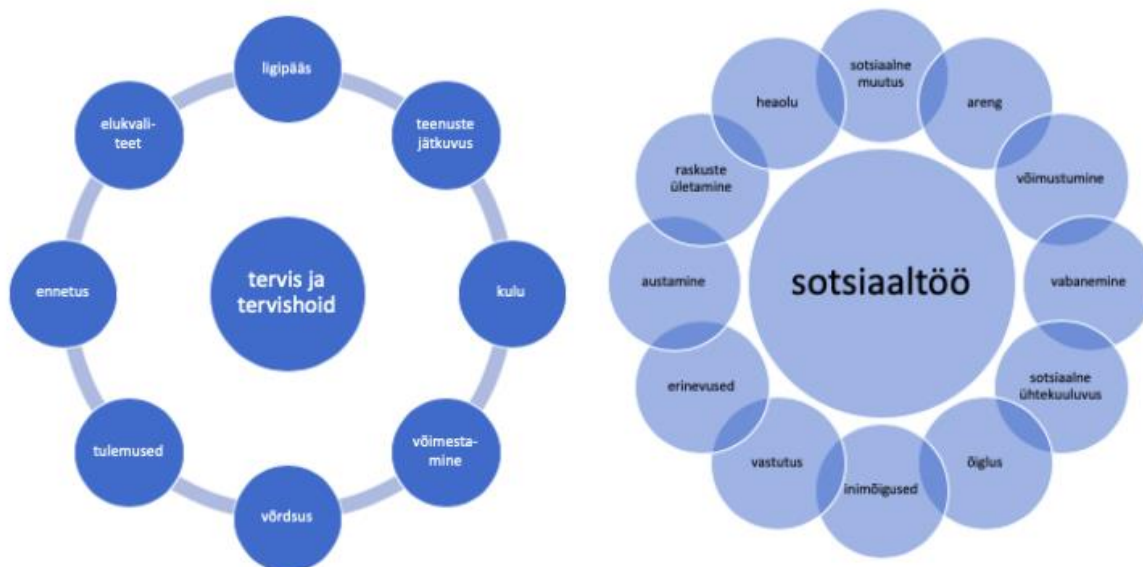 ligipääs
teenuste
jätkuvus
kulu
võimesta-
mine
võrdsus
tulemused
ennetus
elukvali-
teet
tervis ja
tervishoid
sotsiaalne
muutus
areng
võimustumine
vabanemine
sotsiaalne
ühtekuuluvus
õiglus
inimõigused
vastutus
erinevused
austamine
raskuste
ületamine
heaolu
sotsiaaltöö